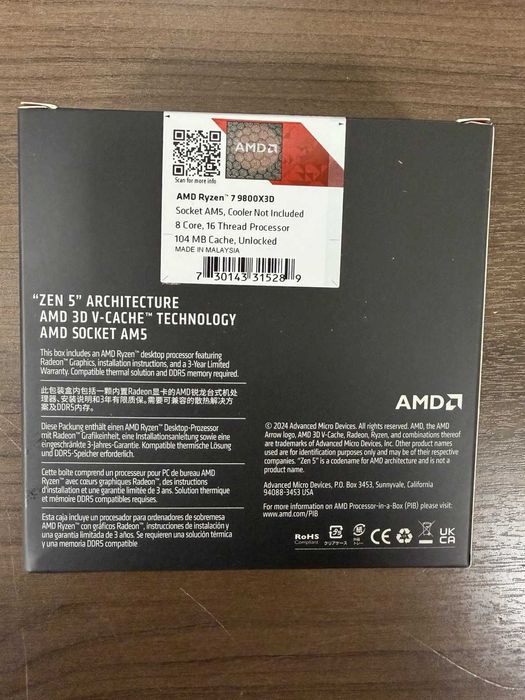 Scan for more info
AMD
AMD Ryzen™ 7 9800X3D
Socket AM5, Cooler Not Included
8 Core, 16 Thread Processor
104 MB Cache, Unlocked
MADE IN MALAYSIA
7 30143 31528 9
“ZEN 5” ARCHITECTURE
AMD 3D V-CACHE™ TECHNOLOGY
AMD SOCKET AM5
This box includes an AMD Ryzen™ desktop processor featuring
Radeon™ Graphics, installation instructions, and a 3-Year Limited
Warranty. Compatible thermal solution and DDR5 memory required.
此包装盒内包括一颗内置Radeon显卡的AMD锐龙台式机处
理器、安装说明和3年有限质保。需要可兼容的散热解决方
案及DDR5内存。
Diese Packung enthält einen AMD Ryzen™ Desktop-Prozessor
mit Radeon™ Grafikeinheit, eine Installationsanleitung sowie eine
eingeschränkte 3-Jahres-Garantie. Kompatible thermische Lösung
und DDR5-Speicher erforderlich.
Cette boîte comprend un processeur pour PC de bureau AMD
Ryzen™ avec cœurs graphiques Radeon™, des instructions
d'installation et une garantie limitée de 3 ans. Solution thermique
et mémoire DDR5 compatibles requises.
Esta caja incluye un procesador para ordenadores de sobremesa
AMD Ryzen™ con gráficos Radeon™, instrucciones de instalación y
una garantía limitada de 3 años. Se requieren una solución térmica
y una memoria DDR5 compatible
AMD
© 2024 Advanced Micro Devices. All rights reserved. AMD, the AMD
Arrow logo, AMD 3D V-Cache, Radeon, Ryzen, and combinations thereof
are trademarks of Advanced Micro Devices, Inc. Other product names
used are for identification purposes only and may be of their respective
companies. “Zen 5” is a codename for AMD architecture and is not a
product name.
Advanced Micro Devices, P.O. Box 3453, Sunnyvale, California
94088-3453 USA
For more information on AMD Processor-in-a-Box (PIB) please visit:
www.amd.com/PIB
RoHS
Compliant
クリアケース
CE
UK
CA